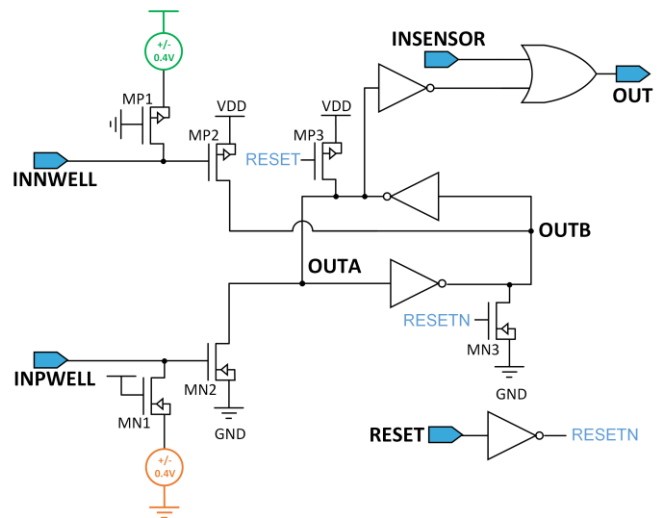 INSENSOR
OUT
+/-
0.4V
MP1
VDD
MP2
VDD
MP3
RESET
INNWELL
OUTB
OUTA
RESETN
MN3
GND
INPWELL
MN2
MN1
GND
+/-
0.4V
RESET
RESETN